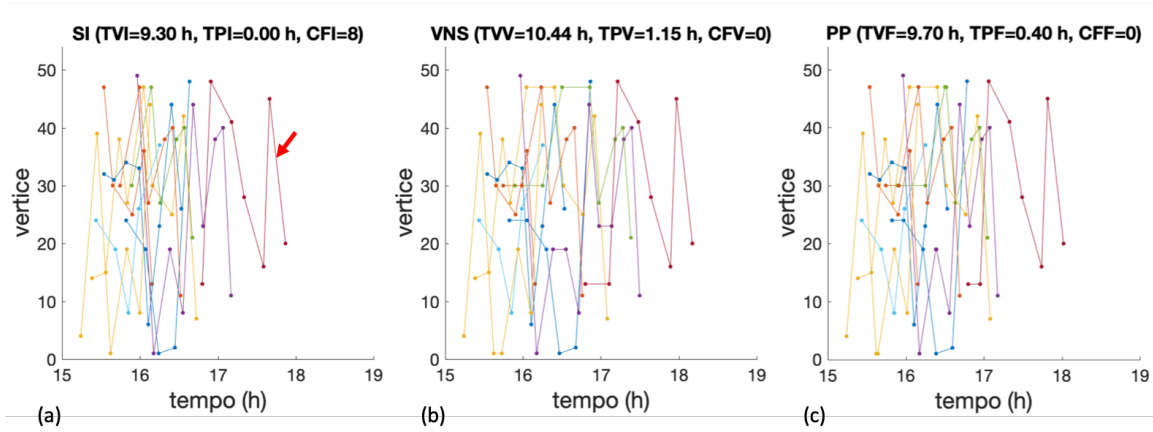 SI (TVI=9.30 h, TPI=0.00 h, CFI=8)
vertice
50
40
30
20
10
0
15 16 17 18 19
tempo (h)
(a)
VNS (TVV=10.44 h, TPV=1.15 h, CFV=0)
vertice
50
40
30
20
10
0
15 16 17 18 19
tempo (h)
(b)
PP (TVF=9.70 h, TPF=0.40 h, CFF=0)
vertice
50
40
30
20
10
0
15 16 17 18 19
tempo (h)
(c)